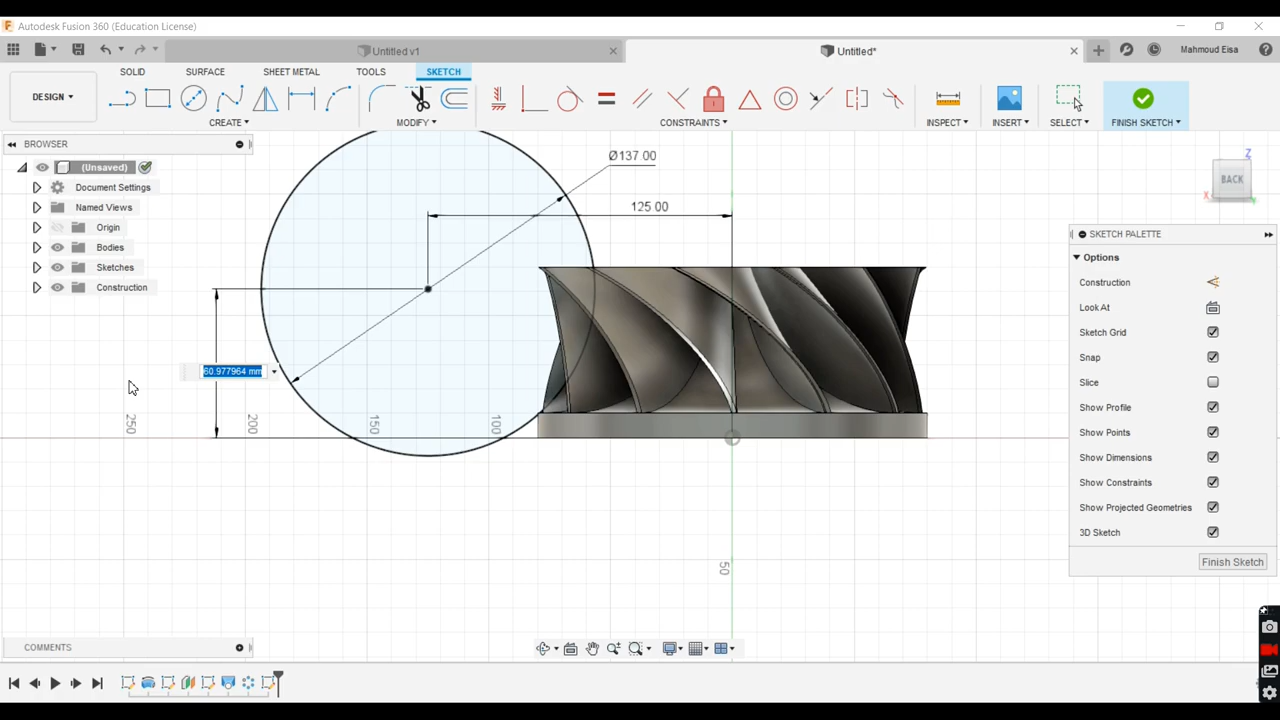 Autodesk Fusion 360 (Education License)
Untitled v1
Untitled*
Mahmoud Eisa
SOLID
SURFACE
SHEET METAL
TOOLS
SKETCH
DESIGN
CREATE
MODIFY
CONSTRAINTS
INSPECT
INSERT
SELECT
FINISH SKETCH
BROWSER
(Unsaved)
Document Settings
Named Views
Origin
Bodies
Sketches
Construction
Ø137.00
125.00
60.977964 mm
250
200
150
100
50
Z
BACK
X
SKETCH PALETTE
Options
Construction
Look At
Sketch Grid
Snap
Slice
Show Profile
Show Points
Show Dimensions
Show Constraints
Show Projected Geometries
3D Sketch
Finish Sketch
COMMENTS